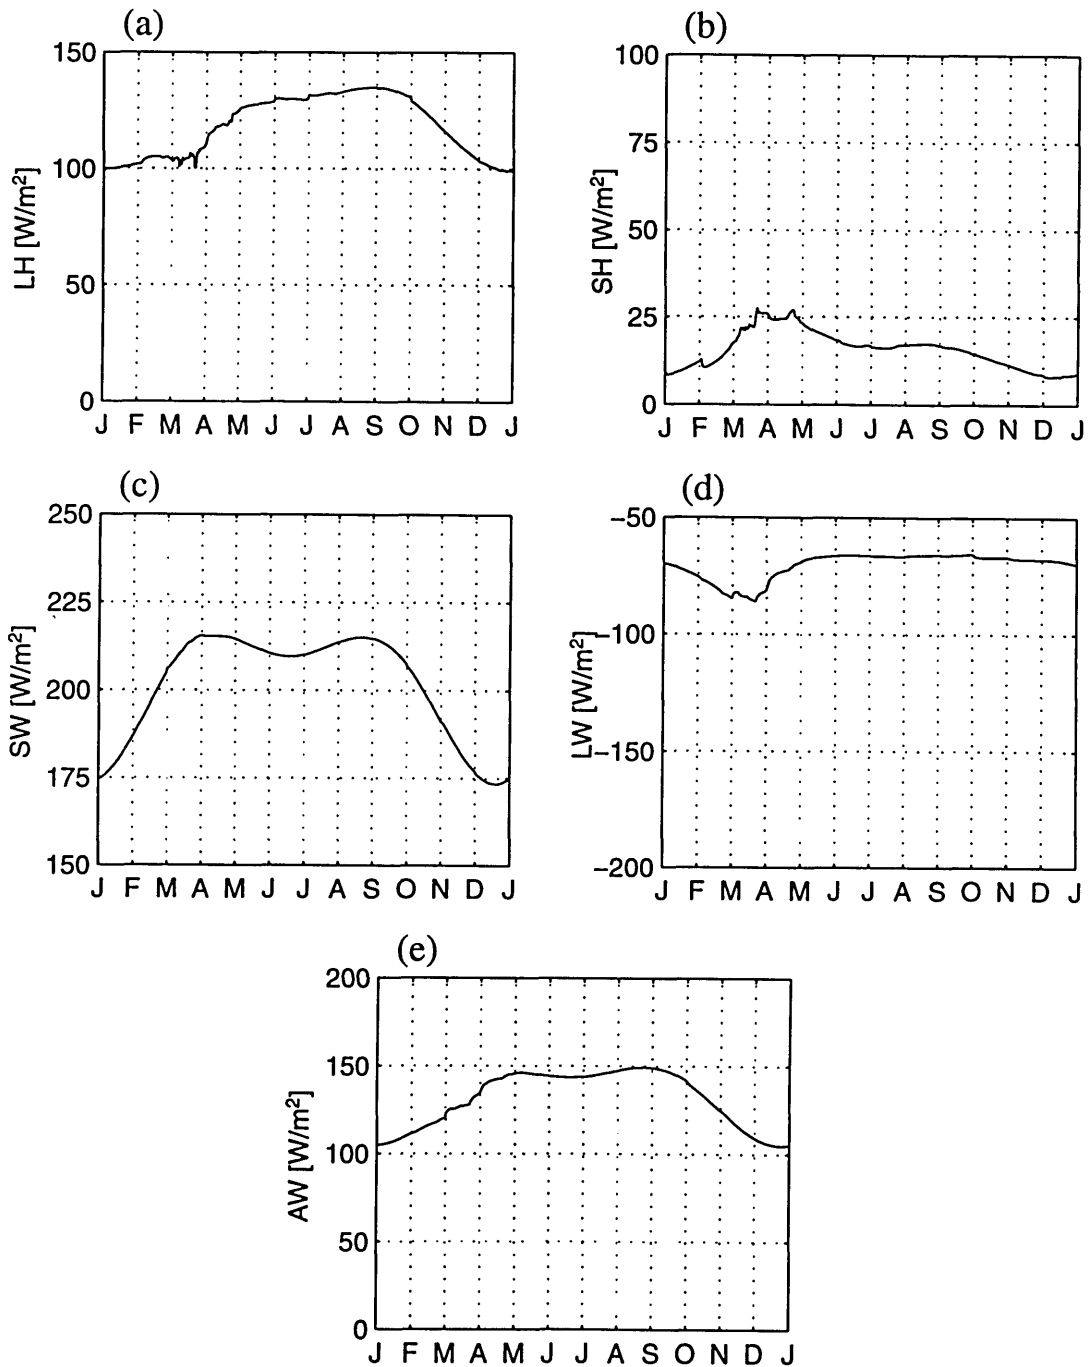 (a)
150
100
50
0
LH [W/m²]
J F M A M J J A S O N D J
(b)
100
75
50
25
0
SH [W/m²]
J F M A M J J A S O N D J
(c)
250
225
200
175
150
SW [W/m²]
J F M A M J J A S O N D J
(d)
−50
−100
−150
−200
LW [W/m²]
J F M A M J J A S O N D J
(e)
200
150
100
50
0
AW [W/m²]
J F M A M J J A S O N D J